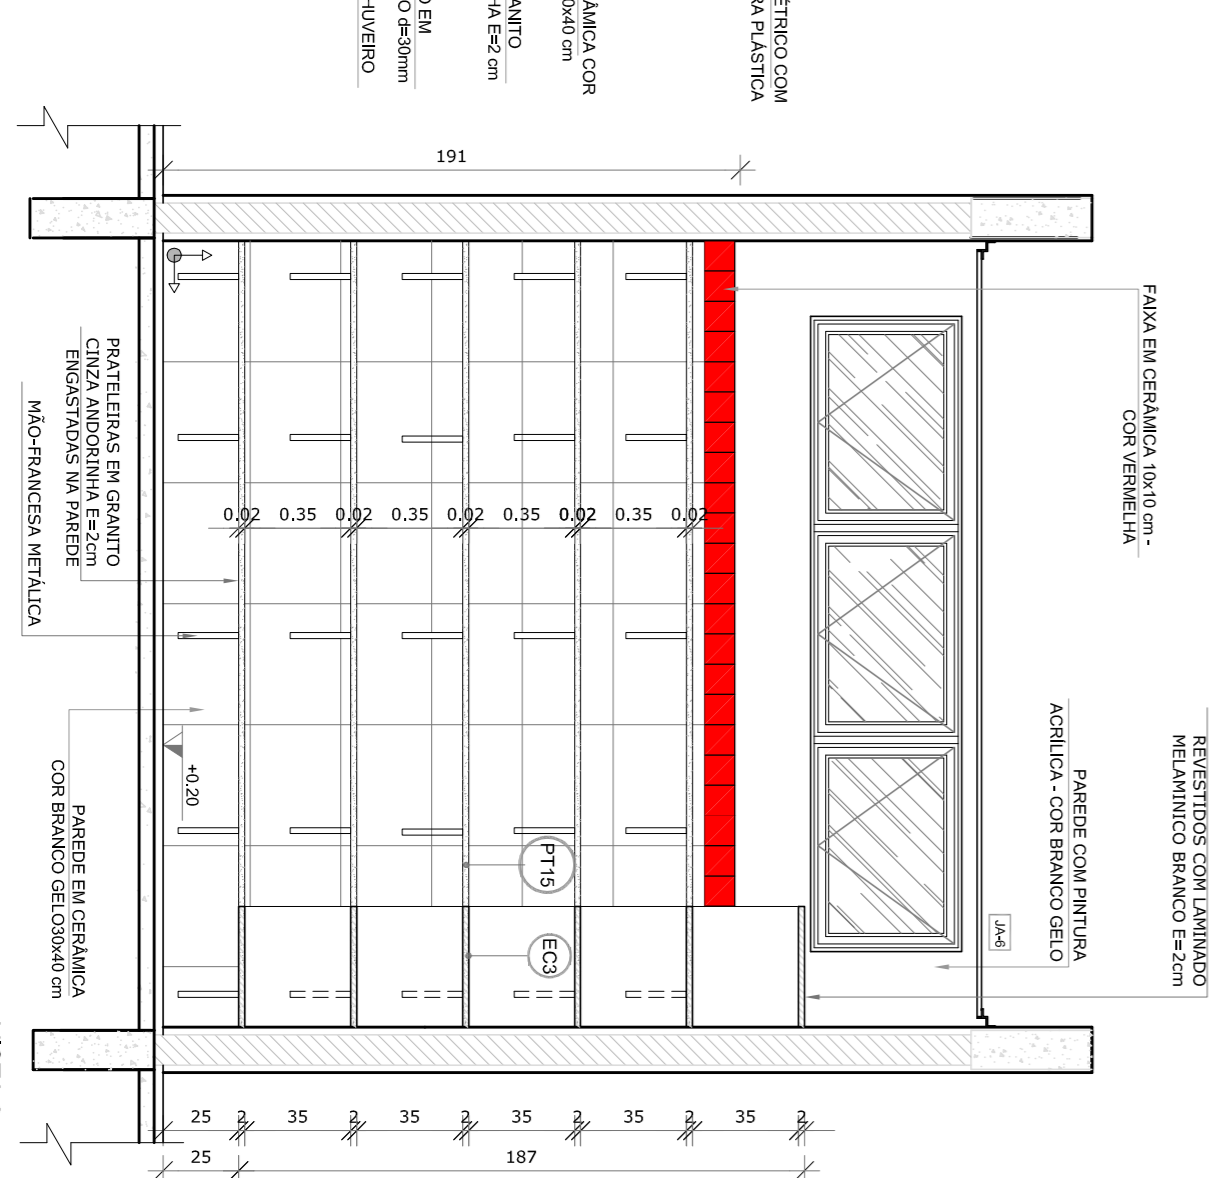 ÉTRICO COM
RA PLÁSTICA
ÂMICA COR
0x40 cm
ANITO
HA E=2 cm
O EM
O d=30mm
HUVEIRO
191
FAIXA EM CERÂMICA 10x10 cm -
COR VERMELHA
REVESTIDOS COM LAMINADO
MELAMINICO BRANCO E=2cm
PAREDE COM PINTURA
ACRÍLICA - COR BRANCO GELO
JA-6
PRATELEIRAS EM GRANITO
CINZA ANDORINHA E=2cm
ENGASTADAS NA PAREDE
MÃO-FRANCESA METÁLICA
0.02 0.35 0.02 0.35 0.02 0.35 0.02 0.35 0.02
+0.20
PT15
EC3
PAREDE EM CERÂMICA
COR BRANCO GELO30x40 cm
25 2 35 2 35 2 35 2 35 2 35 2
25 187